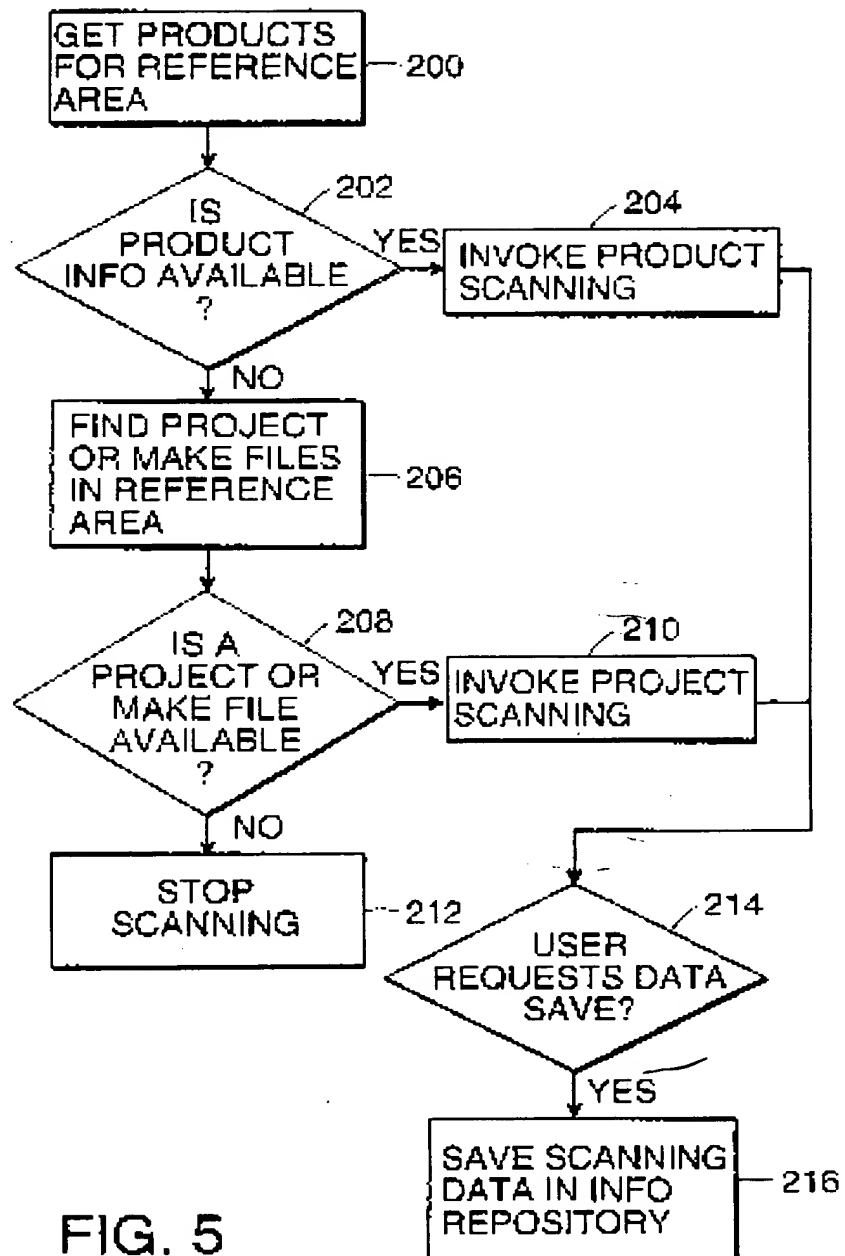 GET PRODUCTS
FOR REFERENCE
AREA
200
IS
PRODUCT
INFO AVAILABLE
?
202
YES
204
INVOKE PRODUCT
SCANNING
NO
FIND PROJECT
OR MAKE FILES
IN REFERENCE
AREA
206
IS A
PROJECT OR
MAKE FILE
AVAILABLE
?
208
YES
210
INVOKE PROJECT
SCANNING
NO
STOP
SCANNING
212
USER
REQUESTS DATA
SAVE?
214
YES
SAVE SCANNING
DATA IN INFO
REPOSITORY
216
FIG. 5